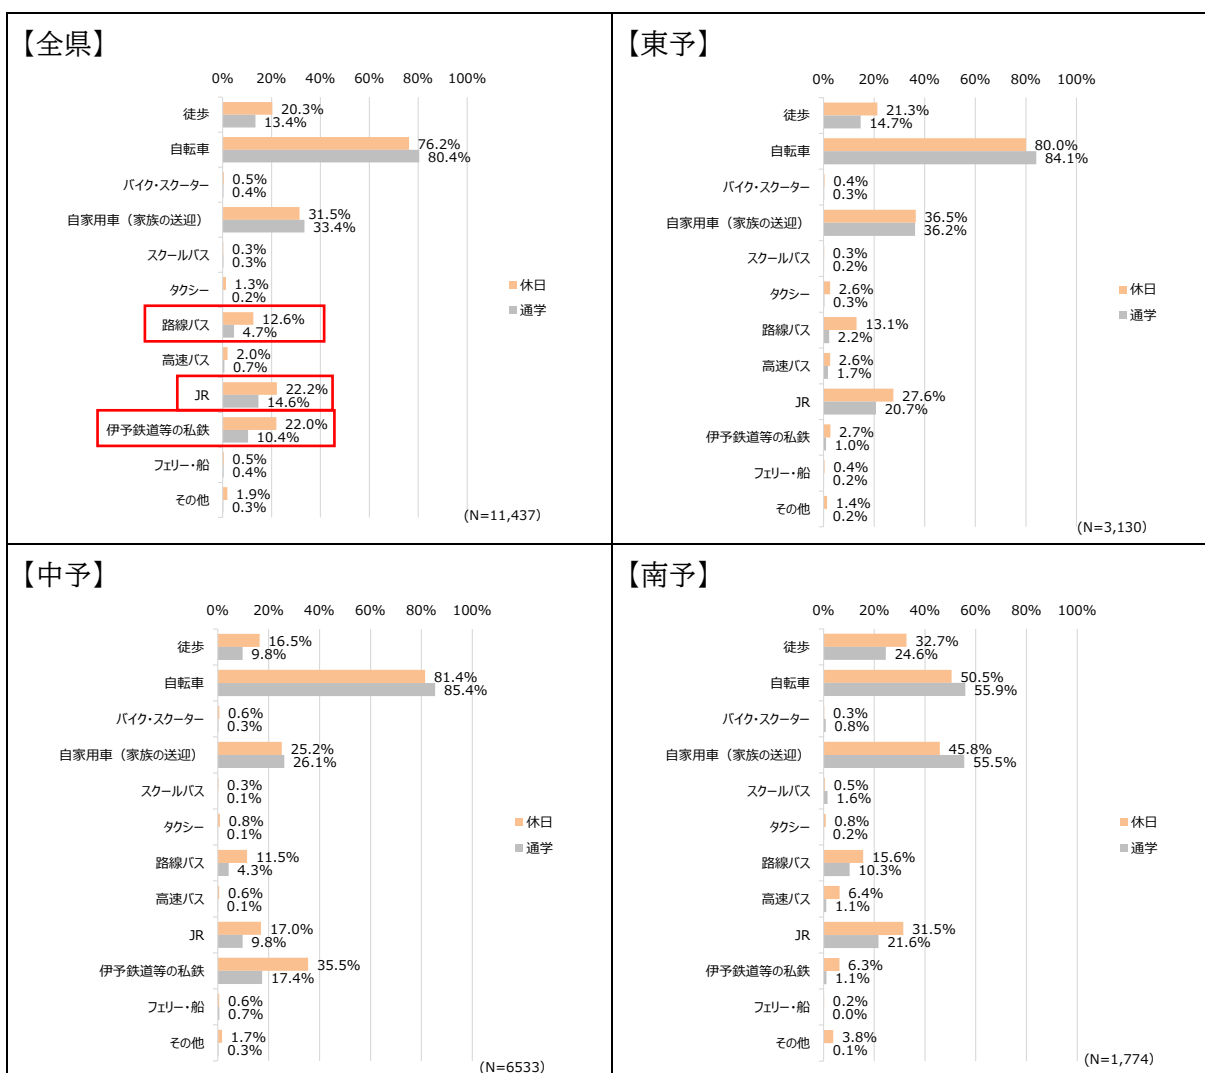 【全県】
0% 20% 40% 60% 80% 100%
徒歩 20.3%
13.4%
自転車 76.2%
80.4%
バイク・スクーター 0.5%
0.4%
自家用車（家族の送迎） 31.5%
33.4%
スクールバス 0.3%
0.3%
タクシー 1.3%
0.2%
路線バス 12.6%
4.7%
高速バス 2.0%
0.7%
JR 22.2%
14.6%
伊予鉄道等の私鉄 22.0%
10.4%
フェリー・船 0.5%
0.4%
その他 1.9%
0.3%
休日
通学
(N=11,437)
【東予】
0% 20% 40% 60% 80% 100%
徒歩 21.3%
14.7%
自転車 80.0%
84.1%
バイク・スクーター 0.4%
0.3%
自家用車（家族の送迎） 36.5%
36.2%
スクールバス 0.3%
0.2%
タクシー 2.6%
0.3%
路線バス 13.1%
2.2%
高速バス 2.6%
1.7%
JR 27.6%
20.7%
伊予鉄道等の私鉄 2.7%
1.0%
フェリー・船 0.4%
0.2%
その他 1.4%
0.2%
休日
通学
(N=3,130)
【中予】
0% 20% 40% 60% 80% 100%
徒歩 16.5%
9.8%
自転車 81.4%
85.4%
バイク・スクーター 0.6%
0.3%
自家用車（家族の送迎） 25.2%
26.1%
スクールバス 0.3%
0.1%
タクシー 0.8%
0.1%
路線バス 11.5%
4.3%
高速バス 0.6%
0.1%
JR 17.0%
9.8%
伊予鉄道等の私鉄 35.5%
17.4%
フェリー・船 0.6%
0.7%
その他 1.7%
0.3%
休日
通学
(N=6533)
【南予】
0% 20% 40% 60% 80% 100%
徒歩 32.7%
24.6%
自転車 50.5%
55.9%
バイク・スクーター 0.3%
0.8%
自家用車（家族の送迎） 45.8%
55.5%
スクールバス 0.5%
1.6%
タクシー 0.8%
0.2%
路線バス 15.6%
10.3%
高速バス 6.4%
1.1%
JR 31.5%
21.6%
伊予鉄道等の私鉄 6.3%
1.1%
フェリー・船 0.2%
0.0%
その他 3.8%
0.1%
休日
通学
(N=1,774)